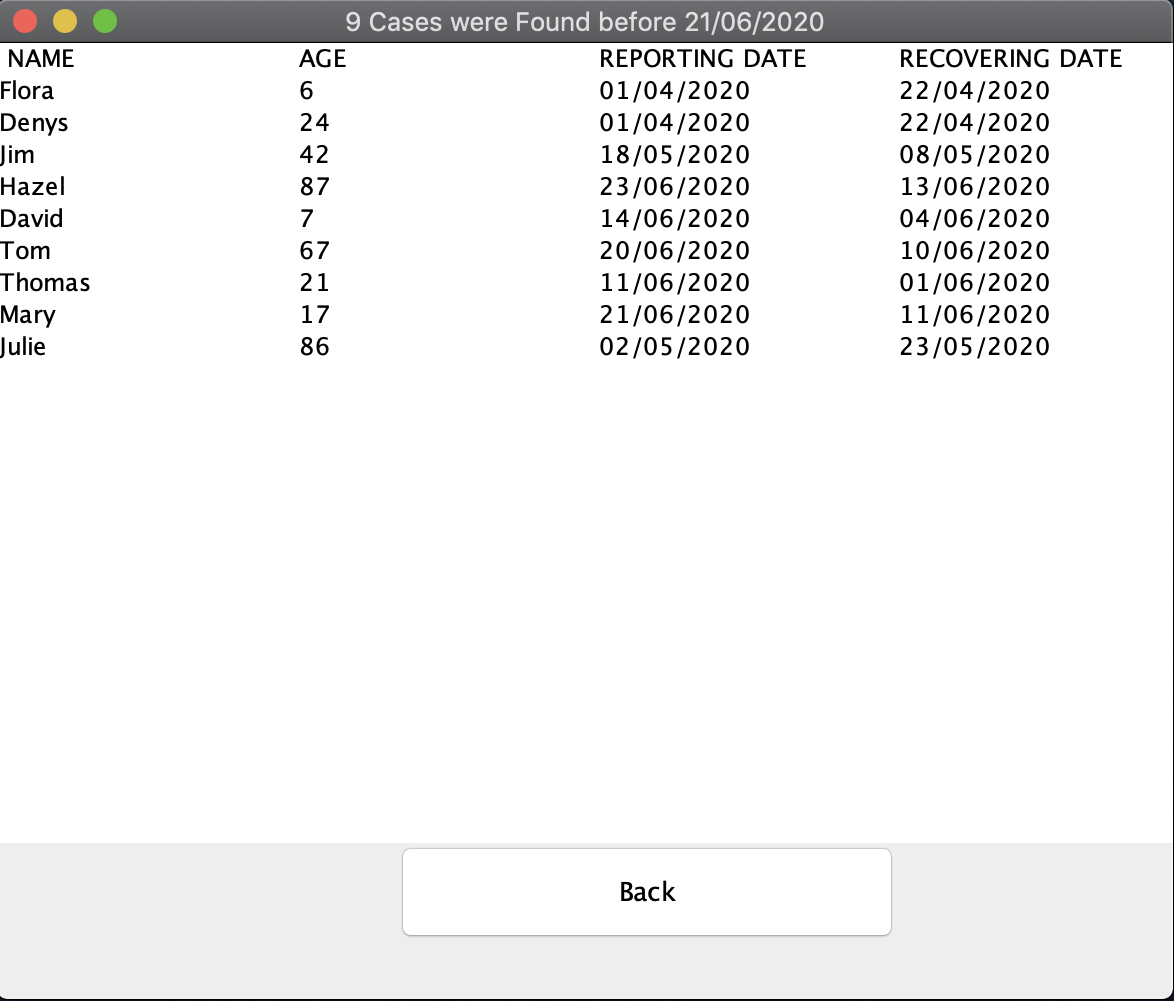 9 Cases were Found before 21/06/2020
NAME AGE REPORTING DATE RECOVERING DATE
Flora 6 01/04/2020 22/04/2020
Denys 24 01/04/2020 22/04/2020
Jim 42 18/05/2020 08/05/2020
Hazel 87 23/06/2020 13/06/2020
David 7 14/06/2020 04/06/2020
Tom 67 20/06/2020 10/06/2020
Thomas 21 11/06/2020 01/06/2020
Mary 17 21/06/2020 11/06/2020
Julie 86 02/05/2020 23/05/2020
Back